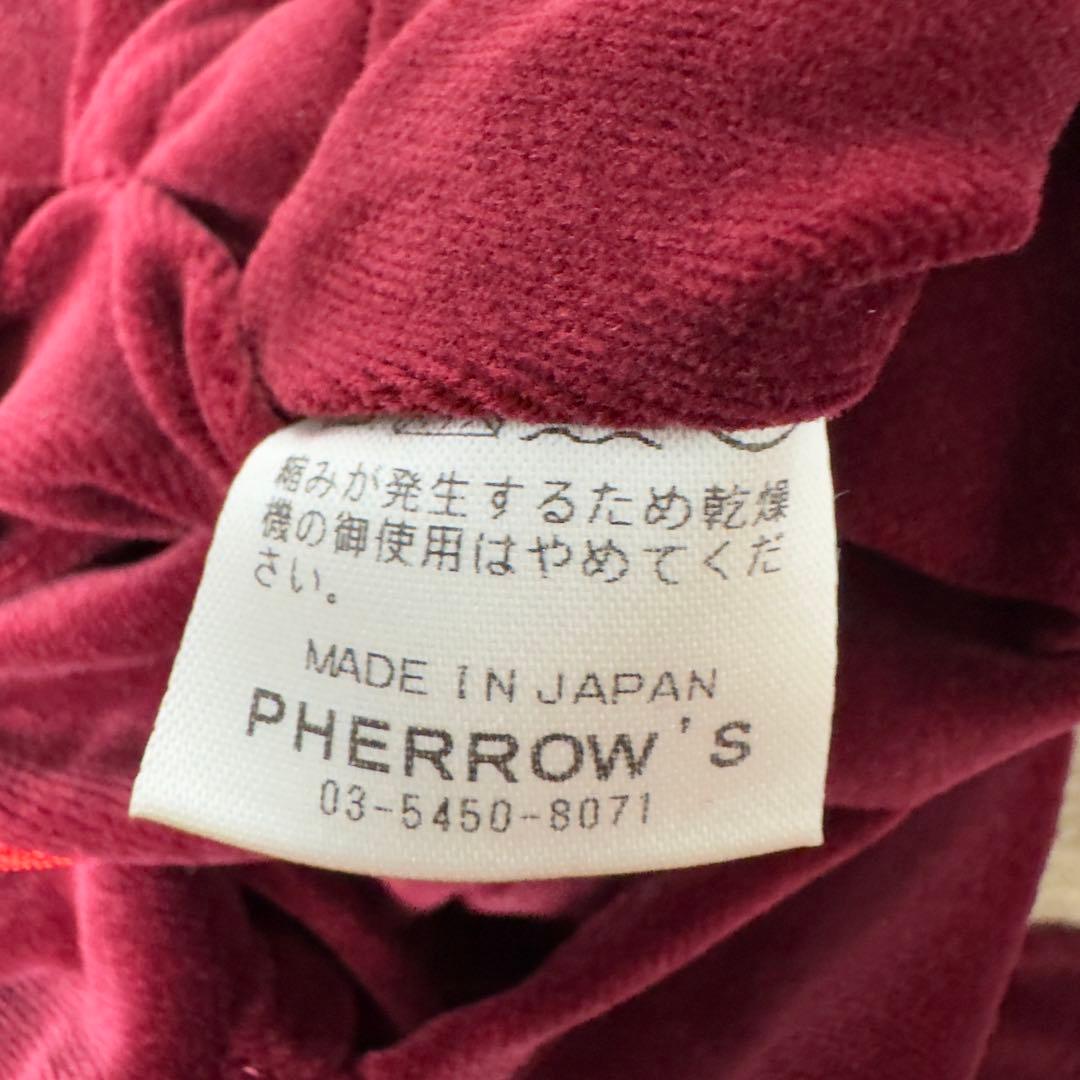 縮みが発生するため乾燥
機の御使用はやめてくだ
さい。
MADE IN JAPAN
PHERROW'S
03-5450-8071